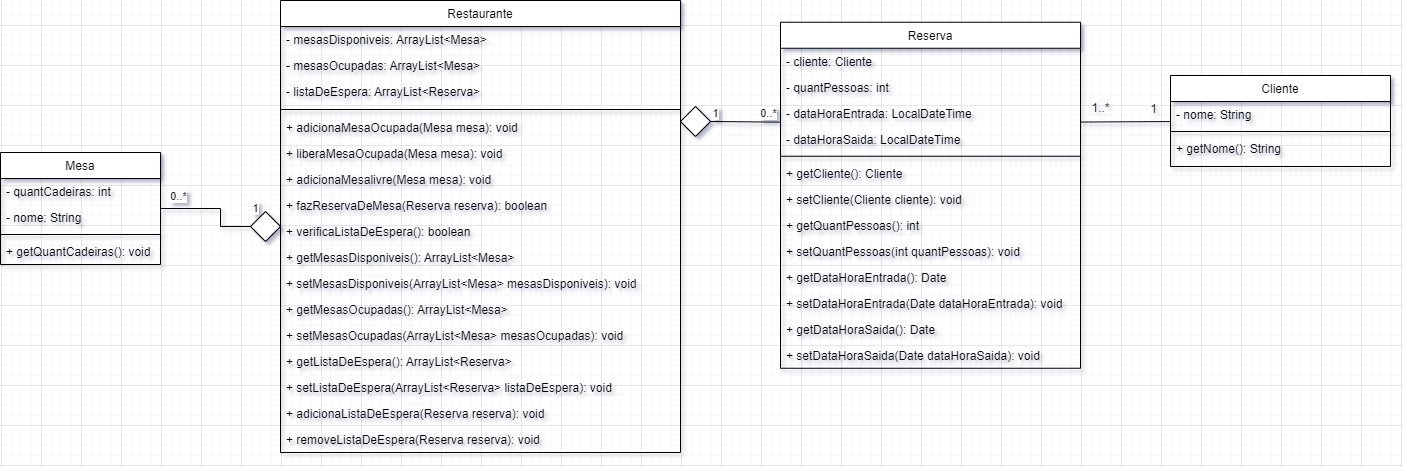 Mesa
- quantCadeiras: int
- nome: String
+ getQuantCadeiras(): void
0..*
1
Restaurante
- mesasDisponiveis: ArrayList<Mesa>
- mesasOcupadas: ArrayList<Mesa>
- listaDeEspera: ArrayList<Reserva>
+ adicionaMesaOcupada(Mesa mesa): void
+ liberaMesaOcupada(Mesa mesa): void
+ adicionaMesalivre(Mesa mesa): void
+ fazReservaDeMesa(Reserva reserva): boolean
+ verificaListaDeEspera(): boolean
+ getMesasDisponiveis(): ArrayList<Mesa>
+ setMesasDisponiveis(ArrayList<Mesa> mesasDisponiveis): void
+ getMesasOcupadas(): ArrayList<Mesa>
+ setMesasOcupadas(ArrayList<Mesa> mesasOcupadas): void
+ getListaDeEspera(): ArrayList<Reserva>
+ setListaDeEspera(ArrayList<Reserva> listaDeEspera): void
+ adicionaListaDeEspera(Reserva reserva): void
+ removeListaDeEspera(Reserva reserva): void
1
0..*
Reserva
- cliente: Cliente
- quantPessoas: int
- dataHoraEntrada: LocalDateTime
- dataHoraSaida: LocalDateTime
+ getCliente(): Cliente
+ setCliente(Cliente cliente): void
+ getQuantPessoas(): int
+ setQuantPessoas(int quantPessoas): void
+ getDataHoraEntrada(): Date
+ setDataHoraEntrada(Date dataHoraEntrada): void
+ getDataHoraSaida(): Date
+ setDataHoraSaida(Date dataHoraSaida): void
1..*
1
Cliente
- nome: String
+ getNome(): String